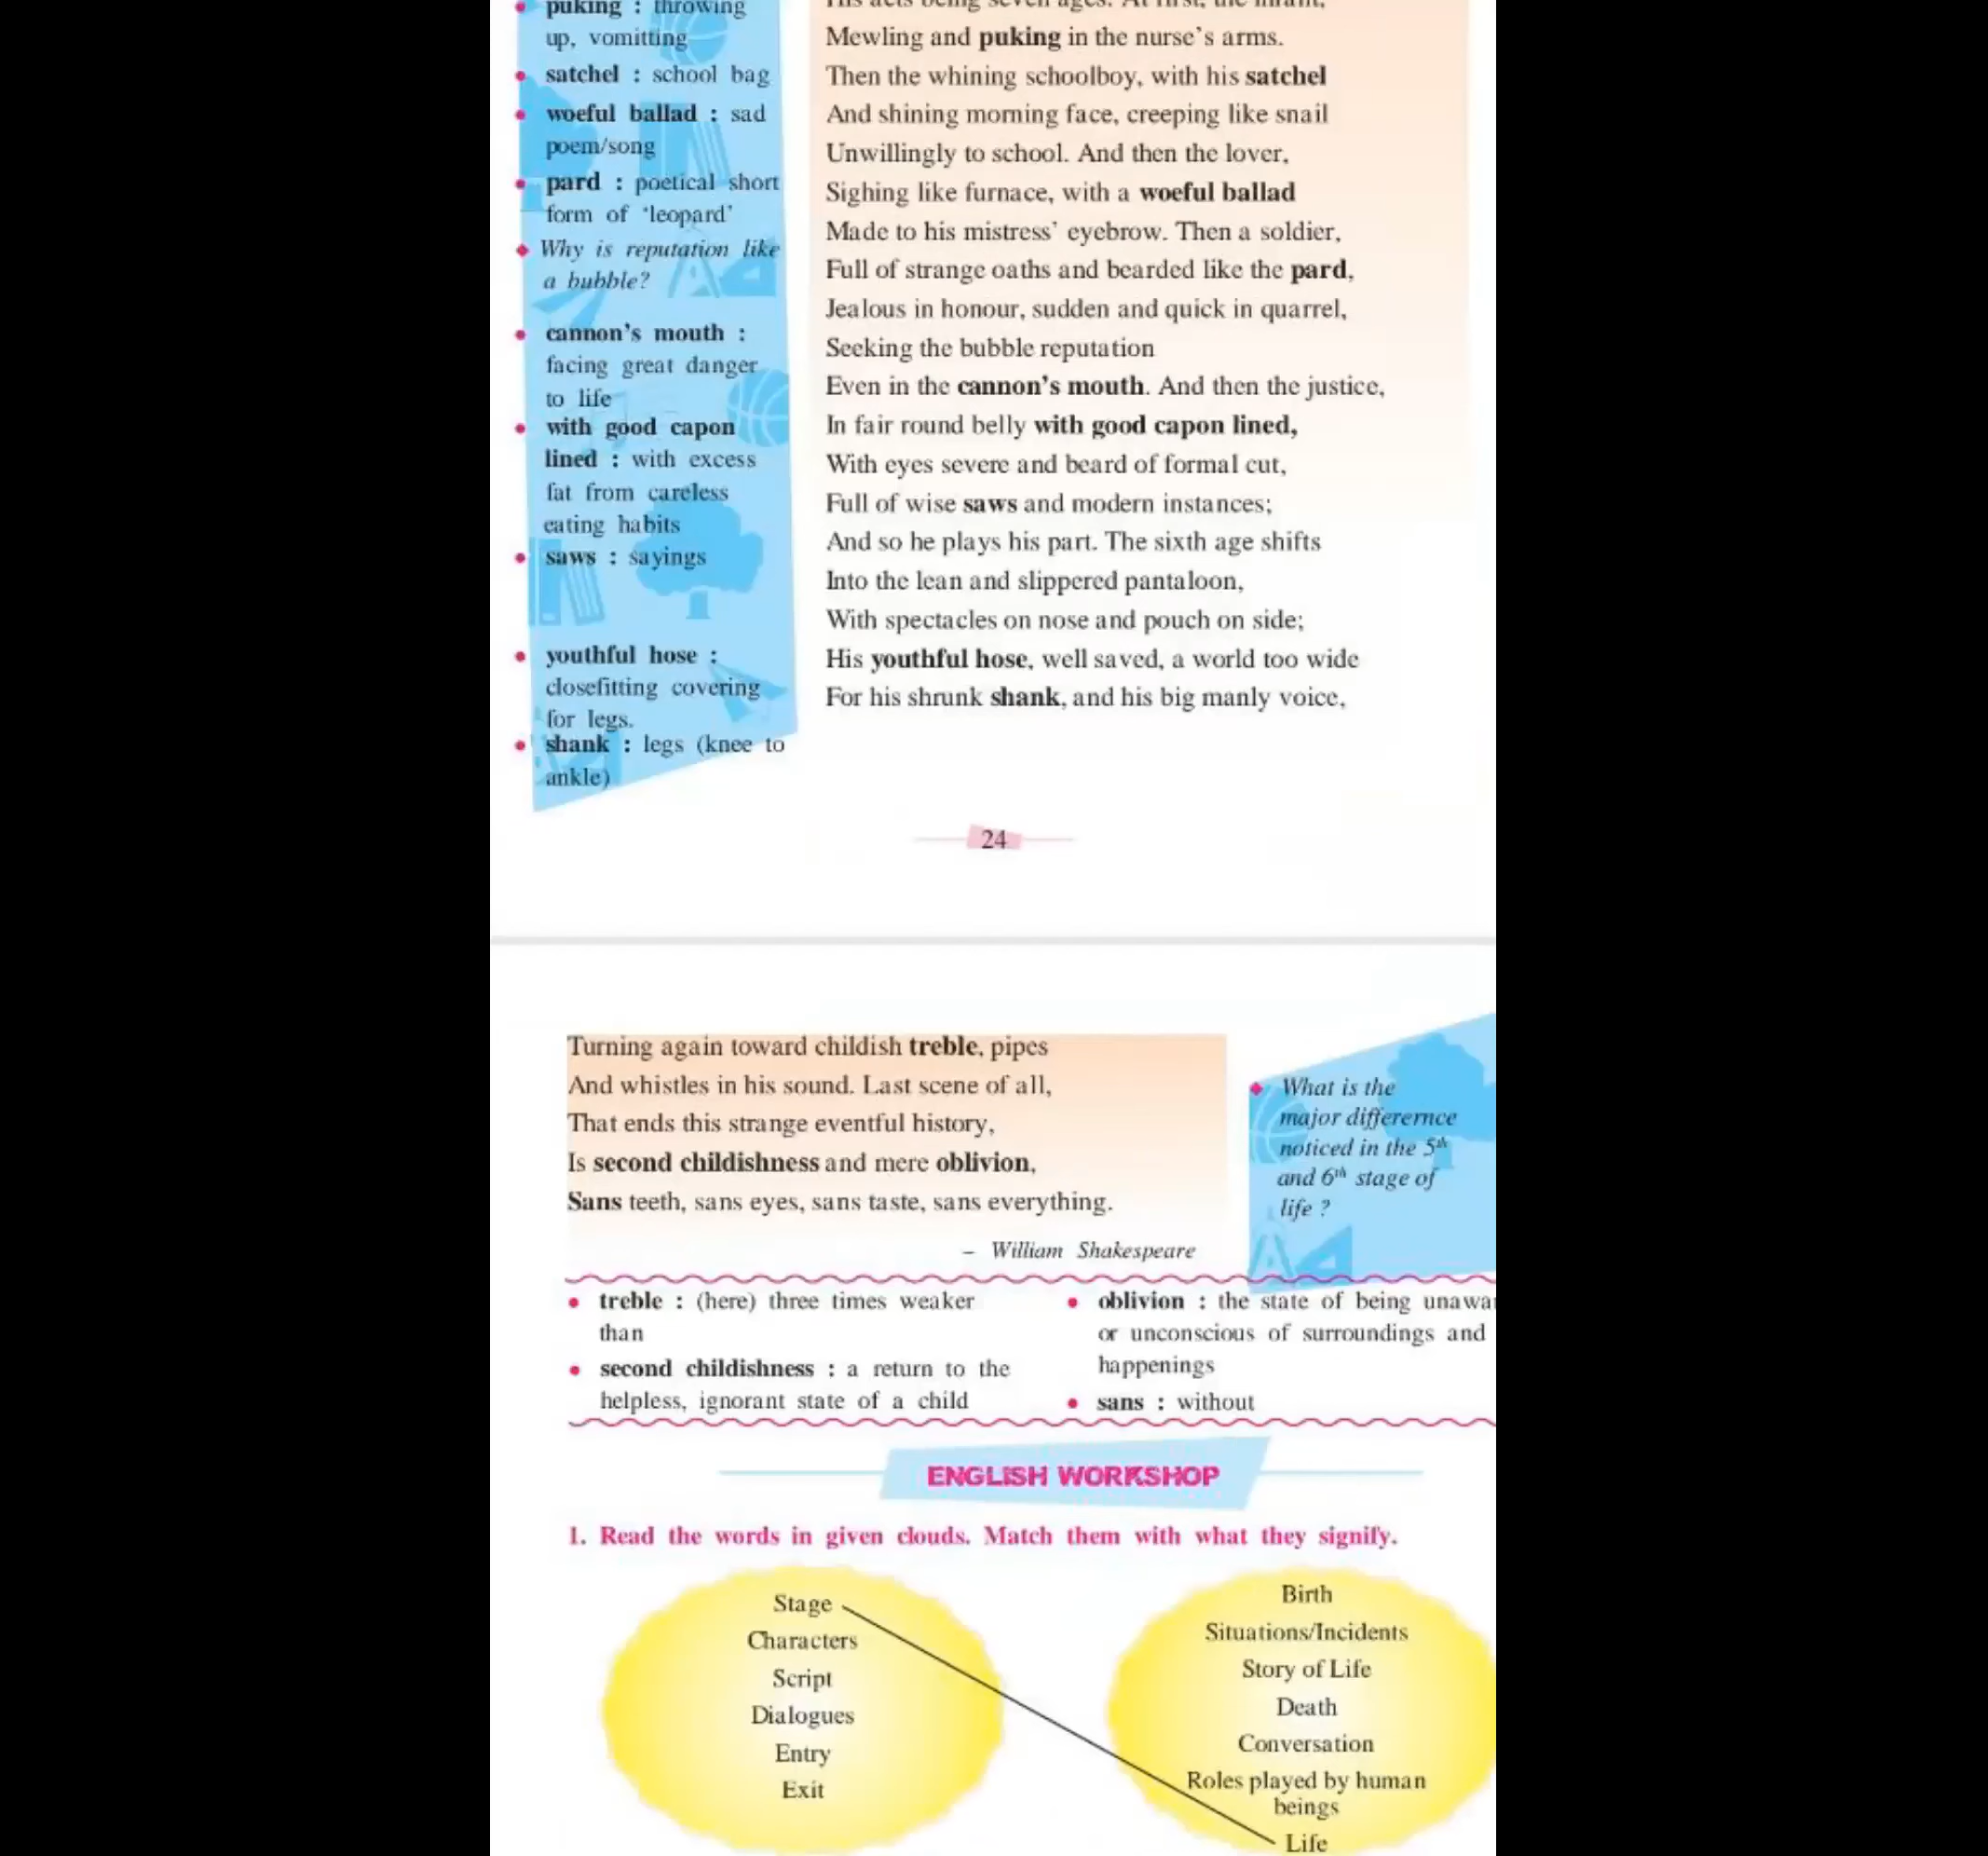 puking : throwing
up, vomitting
satchel : school bag
woeful ballad : sad
poem/song
pard : poetical short
form of ‘leopard’
Why is reputation like
a bubble?
cannon’s mouth :
facing great danger
to life
with good capon
lined : with excess
fat from careless
eating habits
saws : sayings
youthful hose :
closefitting covering
for legs.
shank : legs (knee to
ankle)
His acts being seven ages. At first, the infant,
Mewling and puking in the nurse’s arms.
Then the whining schoolboy, with his satchel
And shining morning face, creeping like snail
Unwillingly to school. And then the lover,
Sighing like furnace, with a woeful ballad
Made to his mistress’ eyebrow. Then a soldier,
Full of strange oaths and bearded like the pard,
Jealous in honour, sudden and quick in quarrel,
Seeking the bubble reputation
Even in the cannon’s mouth. And then the justice,
In fair round belly with good capon lined,
With eyes severe and beard of formal cut,
Full of wise saws and modern instances;
And so he plays his part. The sixth age shifts
Into the lean and slippered pantaloon,
With spectacles on nose and pouch on side;
His youthful hose, well saved, a world too wide
For his shrunk shank, and his big manly voice,
24
Turning again toward childish treble, pipes
And whistles in his sound. Last scene of all,
That ends this strange eventful history,
Is second childishness and mere oblivion,
Sans teeth, sans eyes, sans taste, sans everything.
– William Shakespeare
What is the
major differernce
noticed in the 5th
and 6th stage of
life ?
treble : (here) three times weaker
than
second childishness : a return to the
helpless, ignorant state of a child
oblivion : the state of being
or unconscious of surroundings and
happenings
sans : without
ENGLISH WORKSHOP
1. Read the words in given clouds. Match them with what they signify.
Stage
Characters
Script
Dialogues
Entry
Exit
Birth
Situations/Incidents
Story of Life
Death
Conversation
Roles played by human
beings
Life